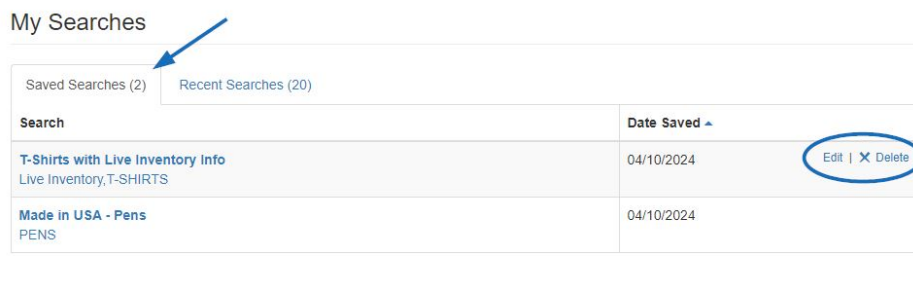 My Searches
Saved Searches (2) Recent Searches (20)
Search Date Saved
T-Shirts with Live Inventory Info 04/10/2024 Edit | X Delete
Live Inventory,T-SHIRTS
Made in USA - Pens 04/10/2024
PENS